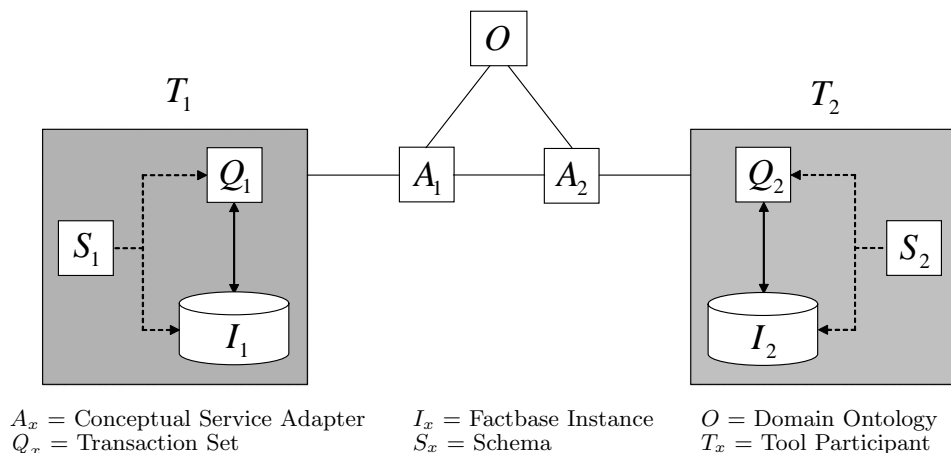 O
T₁
T₂
Q₁
A₁
A₂
Q₂
S₁
S₂
I₁
I₂
Aₓ = Conceptual Service Adapter
Iₓ = Factbase Instance
O = Domain Ontology
Qₓ = Transaction Set
Sₓ = Schema
Tₓ = Tool Participant